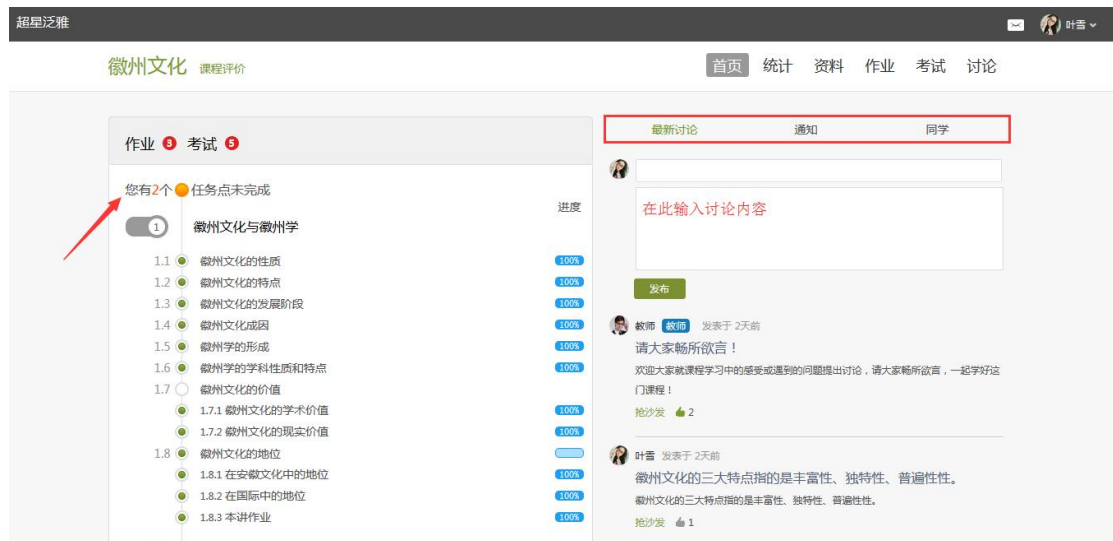 超星泛雅
叶雪
徽州文化 课程评价
首页 统计 资料 作业 考试 讨论
作业 3 考试 5
您有2个 任务点未完成
进度
1 徽州文化与徽州学
1.1 徽州文化的性质 100%
1.2 徽州文化的特点 100%
1.3 徽州文化的发展阶段 100%
1.4 徽州文化成因 100%
1.5 徽州学的形成 100%
1.6 徽州学的学科性质和特点 100%
1.7 徽州文化的价值
1.7.1 徽州文化的学术价值 100%
1.7.2 徽州文化的现实价值 100%
1.8 徽州文化的地位
1.8.1 在安徽文化中的地位 100%
1.8.2 在国际中的地位 100%
1.8.3 本讲作业 100%
最新讨论 通知 同学
在此输入讨论内容
发布
教师 教师 发表于 2天前
请大家畅所欲言！
欢迎大家就课程学习中的感受或遇到的问题提出讨论，请大家畅所欲言，一起学好这
门课程！
抢沙发 2
叶雪 发表于 2天前
徽州文化的三大特点指的是丰富性、独特性、普遍性性。
徽州文化的三大特点指的是丰富性、独特性、普遍性性。
抢沙发 1